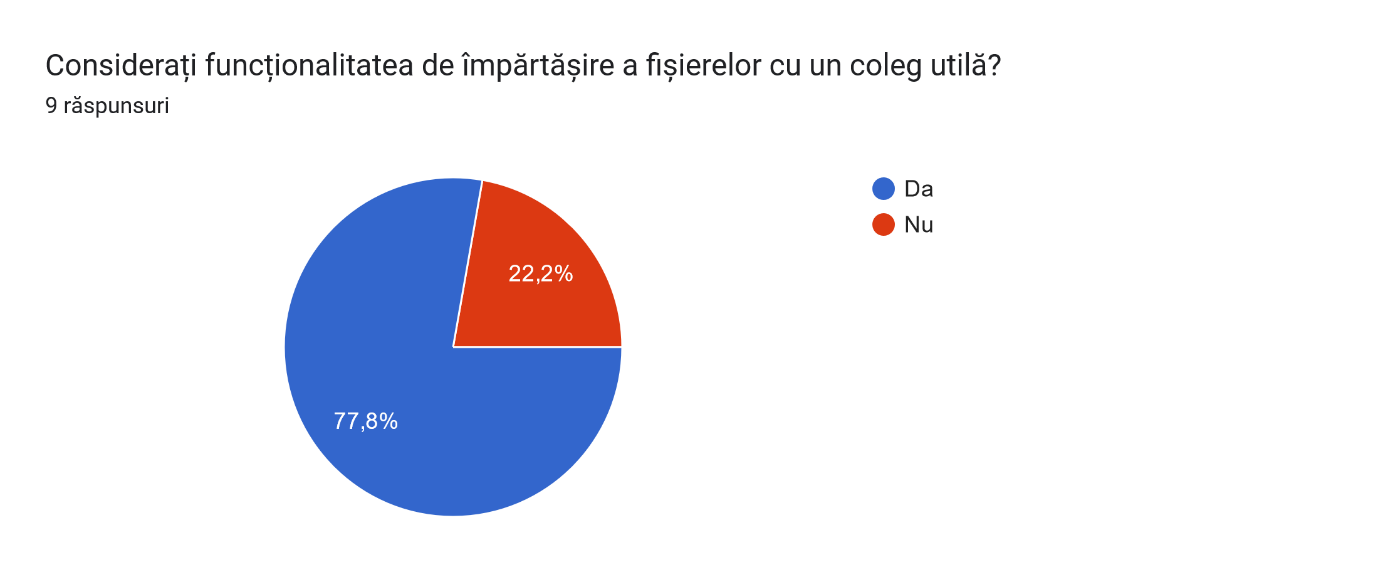 Considerați funcționalitatea de împărtășire a fișierelor cu un coleg utilă?
9 răspunsuri
Da
Nu
22,2%
77,8%